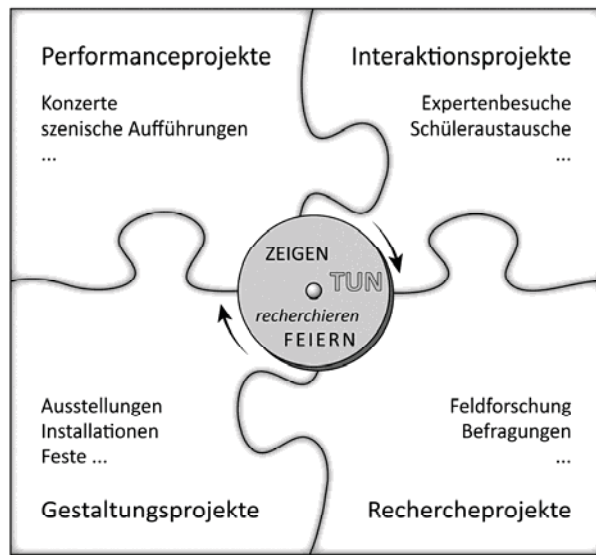 Performanceprojekte
Konzerte
szenische Aufführungen
...
Interaktionsprojekte
Expertenbesuche
Schüleraustausche
...
ZEIGEN
TUN
recherchieren
FEIERN
Ausstellungen
Installationen
Feste ...
Gestaltungsprojekte
Feldforschung
Befragungen
...
Rechercheprojekte